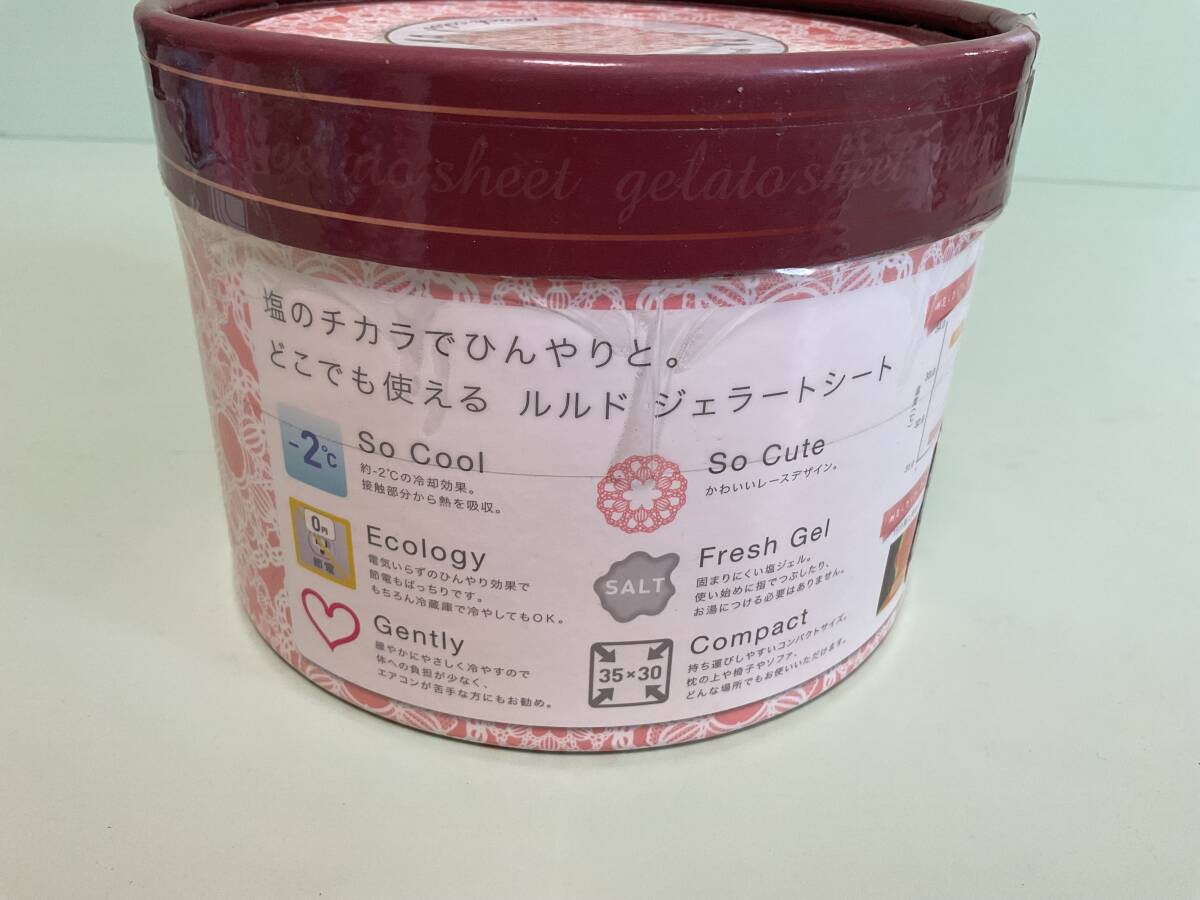 gelato sheet gelato sheet
塩のチカラでひんやりと。
どこでも使える ルルド ジェラートシート
-2℃
So Cool
約-2℃の冷却効果。
接触部分から熱を吸収。
So Cute
かわいいレースデザイン。
0円
節電
Ecology
電気いらずのひんやり効果で
節電もばっちりです。
もちろん冷蔵庫で冷やしてもOK。
SALT
Fresh Gel
固まりにくい塩ジェル。
使い始めに指でつぶしたり、
お湯につける必要はありません。
Gently
緩やかにやさしく冷やすので
体への負担が少なく、
エアコンが苦手な方にもお勧め。
35×30
Compact
持ち運びしやすいコンパクトサイズ。
枕の上や椅子やソファ、
どんな場所でもお使いいただけます。